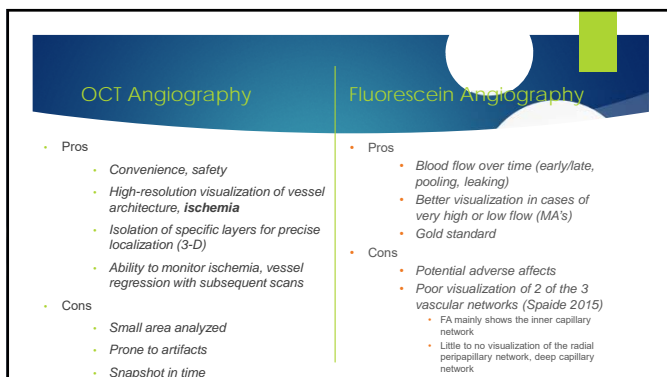 OCT Angiography
Pros
Convenience, safety
High-resolution visualization of vessel
architecture, ischemia
Isolation of specific layers for precise
localization (3-D)
Ability to monitor ischemia, vessel
regression with subsequent scans
Cons
Small area analyzed
Prone to artifacts
Snapshot in time
Fluorescein Angiography
Pros
Blood flow over time (early/late,
pooling, leaking)
Better visualization in cases of
very high or low flow (MA's)
Gold standard
Cons
Potential adverse affects
Poor visualization of 2 of the 3
vascular networks (Spaide 2015)
FA mainly shows the inner capillary
network
Little to no visualization of the radial
peripapillary network, deep capillary
network